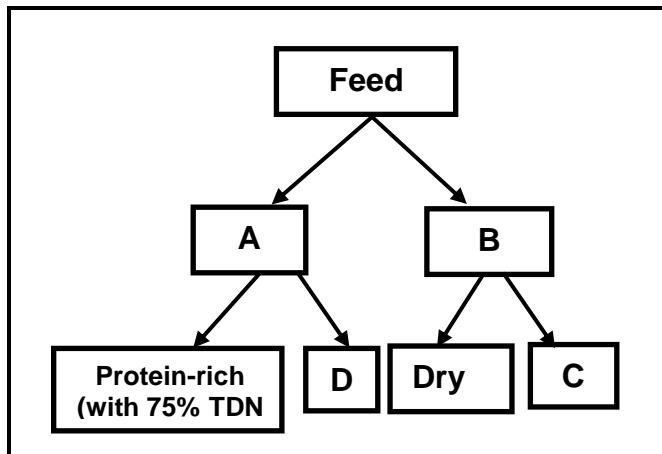 Feed
A
B
Protein-rich
(with 75% TDN
D
Dry
C